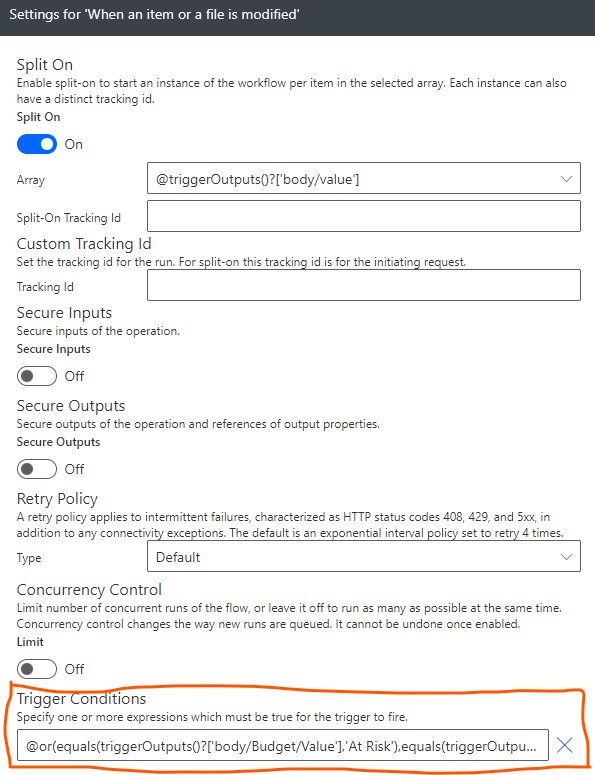 Settings for 'When an item or a file is modified'
Split On
Enable split-on to start an instance of the workflow per item in the selected array. Each instance can also
have a distinct tracking id.
Split On
On
Array
@triggerOutputs()?['body/value']
Split-On Tracking Id
Custom Tracking Id
Set the tracking id for the run. For split-on this tracking id is for the initiating request.
Tracking Id
Secure Inputs
Secure inputs of the operation.
Secure Inputs
Off
Secure Outputs
Secure outputs of the operation and references of output properties.
Secure Outputs
Off
Retry Policy
A retry policy applies to intermittent failures, characterized as HTTP status codes 408, 429, and 5xx, in
addition to any connectivity exceptions. The default is an exponential interval policy set to retry 4 times.
Type
Default
Concurrency Control
Limit number of concurrent runs of the flow, or leave it off to run as many as possible at the same time.
Concurrency control changes the way new runs are queued. It cannot be undone once enabled.
Limit
Off
Trigger Conditions
Specify one or more expressions which must be true for the trigger to fire.
@or(equals(triggerOutputs()?['body/Budget/Value'],'At Risk'),equals(triggerOutpu...